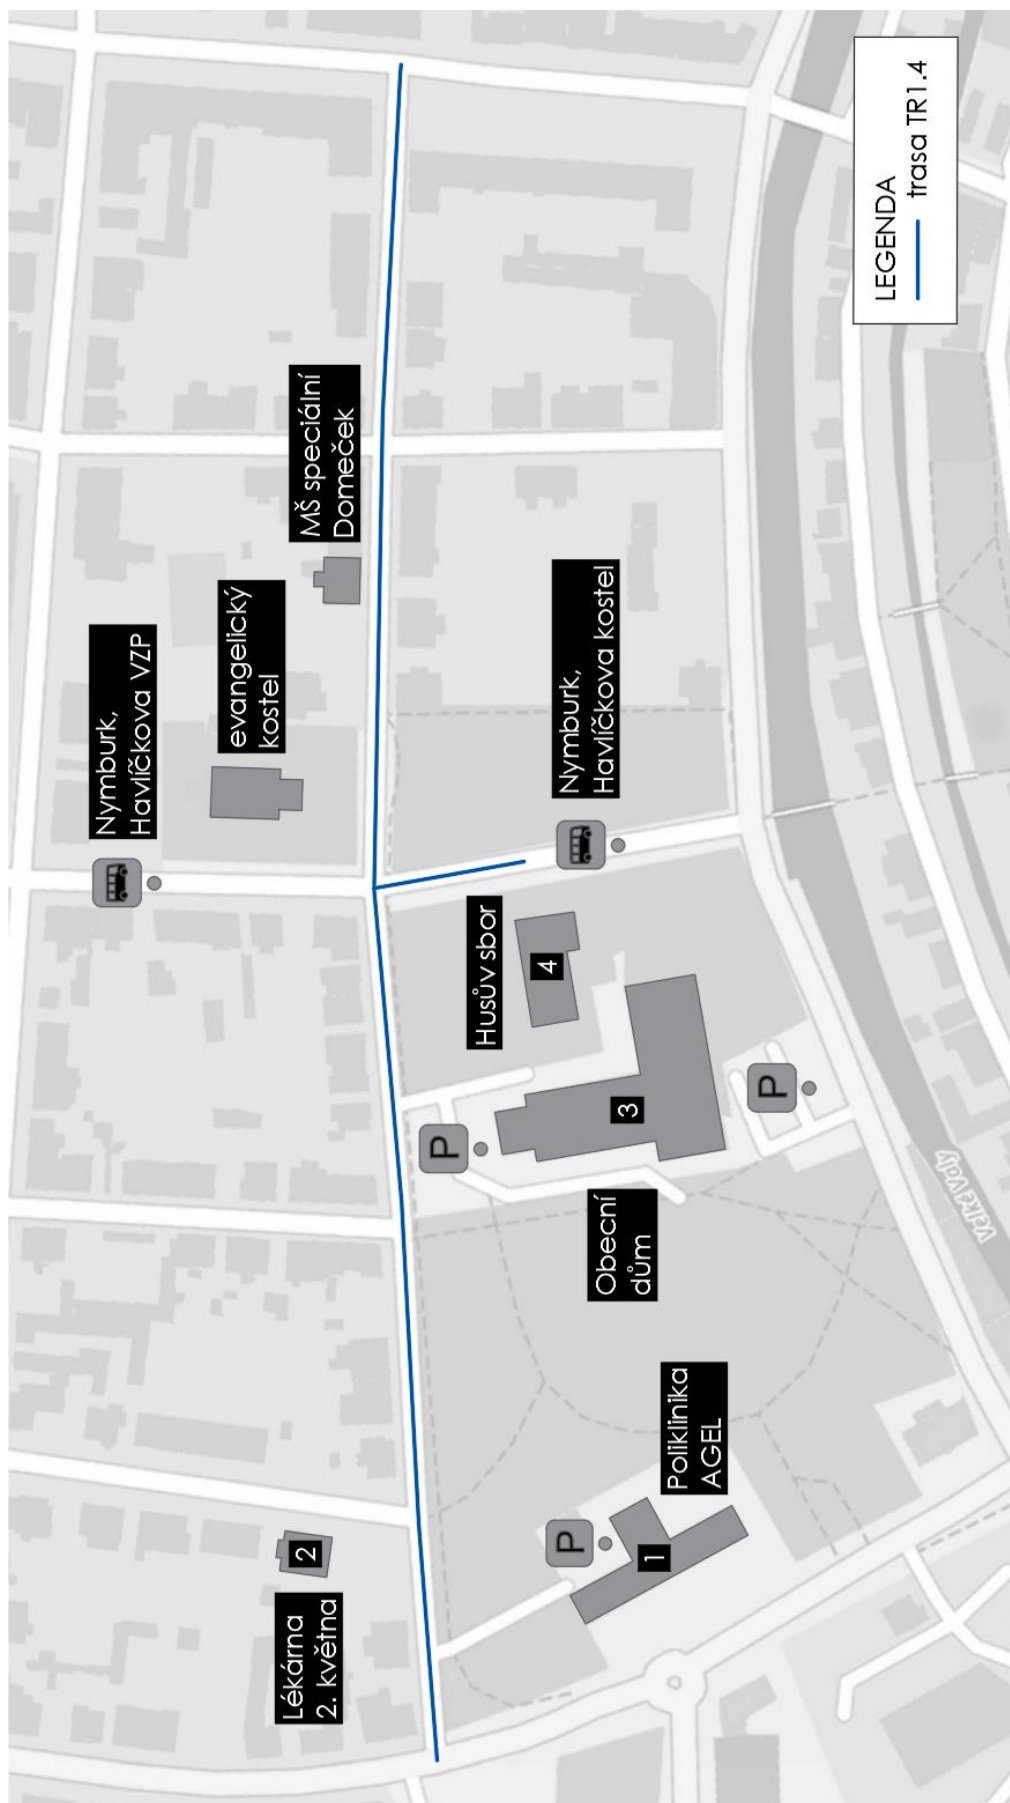 Nymburk,
Havlíčkova VZP
evangelický
kostel
Lékárna
2. května
2
MŠ speciální
Domeček
P
Husův sbor
4
Nymburk,
Havlíčkova kostel
P
Obecní
dům
3
1
Poliklinika
AGEL
P
LEGENDA
trasa TR1.4
Velké Valy